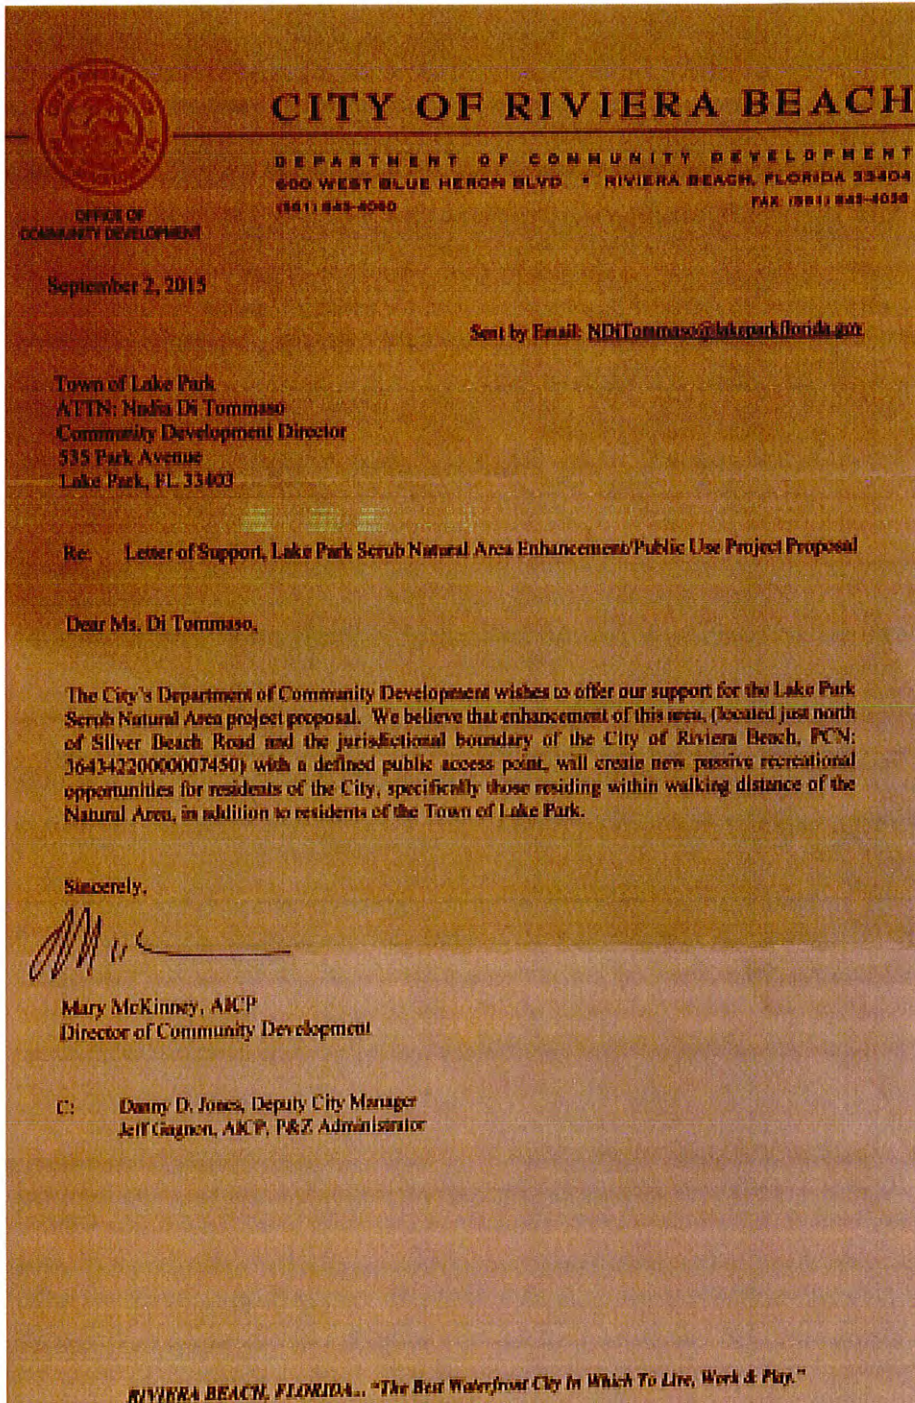 CITY OF RIVIERA BEACH
DEPARTMENT OF COMMUNITY DEVELOPMENT
600 WEST BLUE HERON BLVD • RIVIERA BEACH, FLORIDA 33404
(561) 845-4060 FAX (561) 845-4038
OFFICE OF
COMMUNITY DEVELOPMENT
September 2, 2015
Sent by Email: NDiTommaso@lakeparkflorida.gov
Town of Lake Park
ATTN: Nadia Di Tommaso
Community Development Director
535 Park Avenue
Lake Park, FL 33403
Re: Letter of Support, Lake Park Scrub Natural Area Enhancement/Public Use Project Proposal
Dear Ms. Di Tommaso,
The City's Department of Community Development wishes to offer our support for the Lake Park
Scrub Natural Area project proposal. We believe that enhancement of this area, (located just north
of Silver Beach Road and the jurisdictional boundary of the City of Riviera Beach, PCN:
36434220000007450) with a defined public access point, will create new passive recreational
opportunities for residents of the City, specifically those residing within walking distance of the
Natural Area, in addition to residents of the Town of Lake Park.
Sincerely,
Mary McKinney, AICP
Director of Community Development
C: Danny D. Jones, Deputy City Manager
Jeff Gagnon, AICP, P&Z Administrator
RIVIERA BEACH, FLORIDA... "The Best Waterfront City In Which To Live, Work & Play."